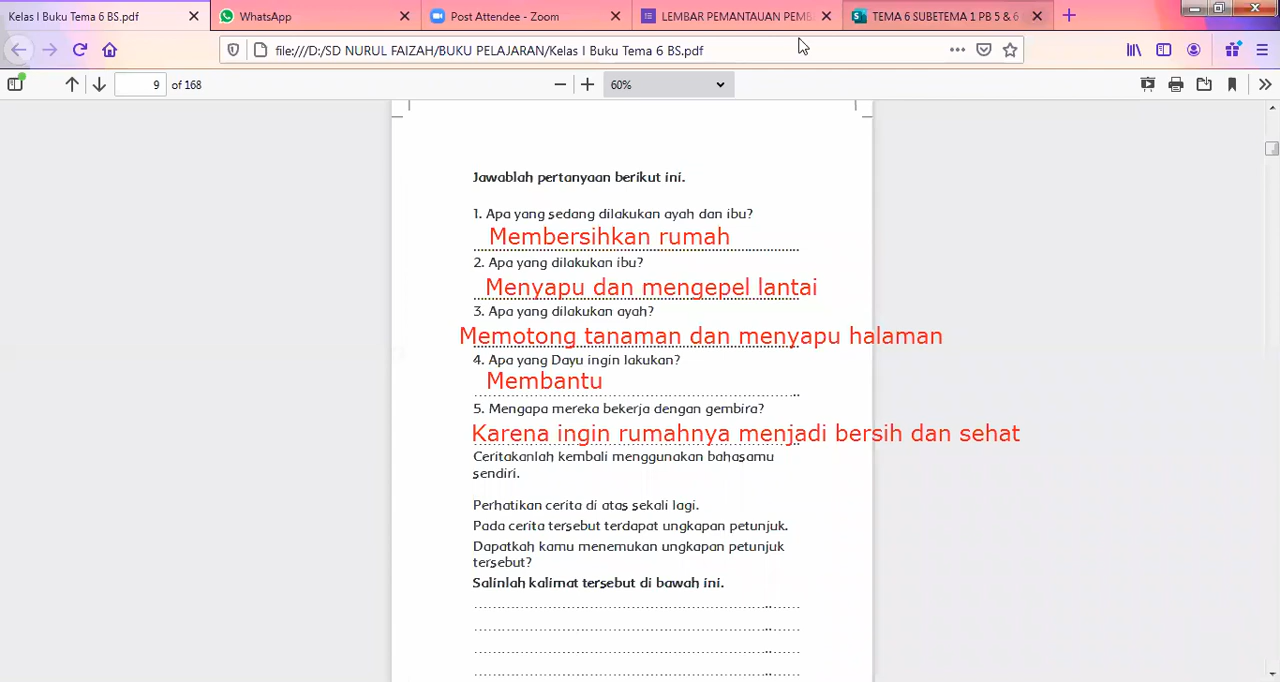 Kelas I Buku Tema 6 BS.pdf
WhatsApp
Post Attendee - Zoom
LEMBAR PEMANTAUAN PEMB
TEMA 6 SUBETEMA 1 PB 5 & 6
file:///D:/SD NURUL FAIZAH/BUKU PELAJARAN/Kelas I Buku Tema 6 BS.pdf
9 of 168
60%
Jawablah pertanyaan berikut ini.
1. Apa yang sedang dilakukan ayah dan ibu?
Membersihkan rumah
2. Apa yang dilakukan ibu?
Menyapu dan mengepel lantai
3. Apa yang dilakukan ayah?
Memotong tanaman dan menyapu halaman
4. Apa yang Dayu ingin lakukan?
Membantu
5. Mengapa mereka bekerja dengan gembira?
Karena ingin rumahnya menjadi bersih dan sehat
Ceritakanlah kembali menggunakan bahasamu
sendiri.
Perhatikan cerita di atas sekali lagi.
Pada cerita tersebut terdapat ungkapan petunjuk.
Dapatkah kamu menemukan ungkapan petunjuk
tersebut?
Salinlah kalimat tersebut di bawah ini.